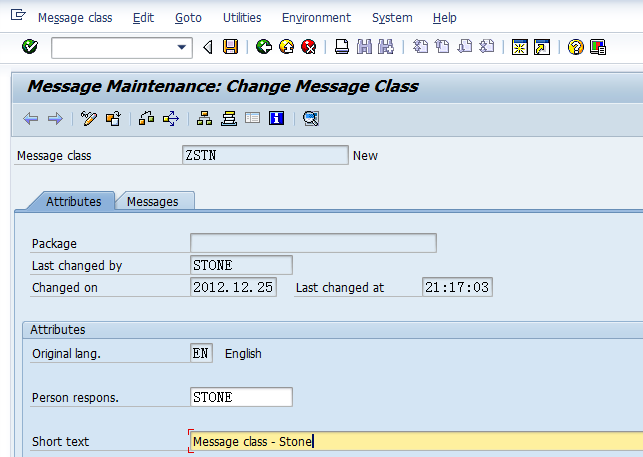 Message class Edit Goto Utilities Environment System Help
Message Maintenance: Change Message Class
Message class ZSTN New
Attributes Messages
Package
Last changed by STONE
Changed on 2012.12.25 Last changed at 21:17:03
Attributes
Original lang. EN English
Person respons. STONE
Short text Message class - Stone